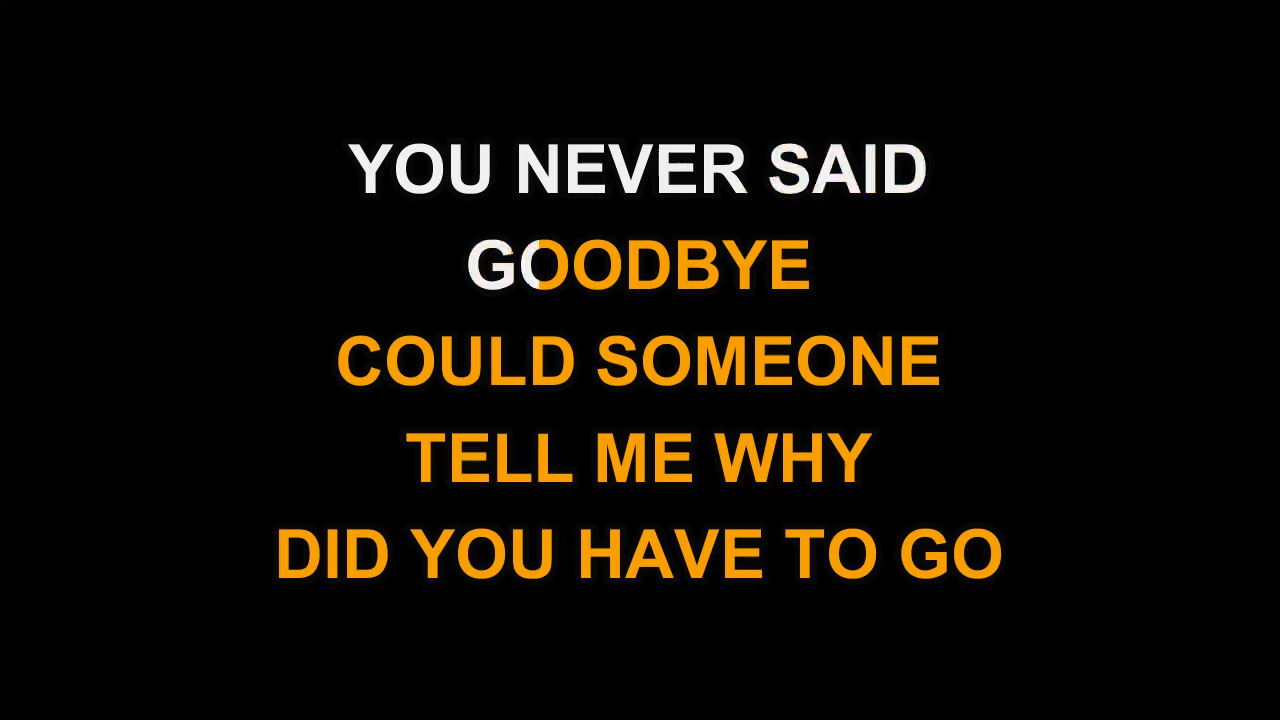 YOU NEVER SAID
GOODBYE
COULD SOMEONE
TELL ME WHY
DID YOU HAVE TO GO